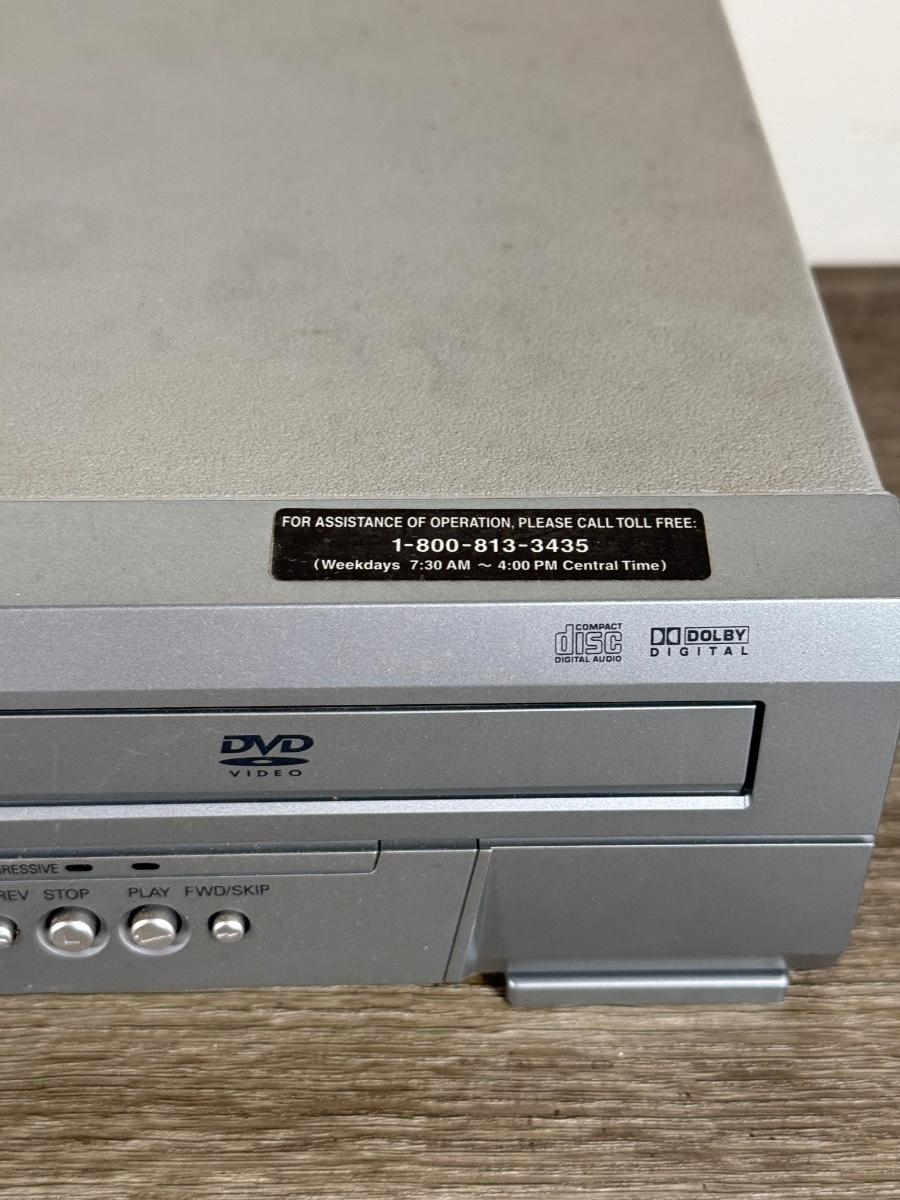 FOR ASSISTANCE OF OPERATION, PLEASE CALL TOLL FREE:
1-800-813-3435
(Weekdays 7:30 AM ~ 4:00 PM Central Time)
COMPACT
disc
DIGITAL AUDIO
DOLBY
DIGITAL
DVD
VIDEO
RESSIVE
REV STOP PLAY FWD/SKIP